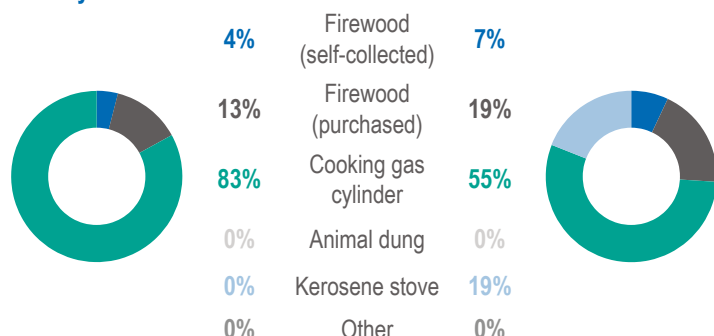 4% Firewood 7%
(self-collected)
13% Firewood 19%
(purchased)
83% Cooking gas 55%
cylinder
0% Animal dung 0%
0% Kerosene stove 19%
0% Other 0%